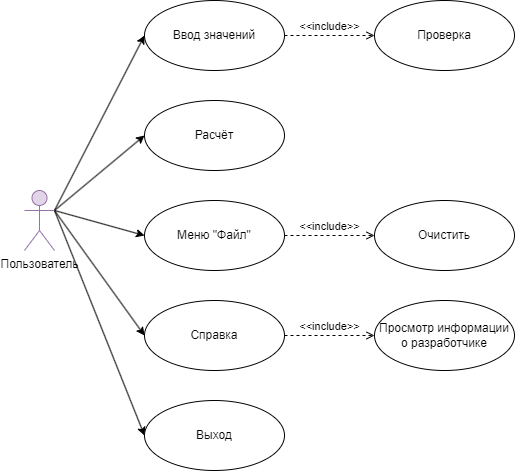 Ввод значений
<<include>>
Проверка
Расчёт
Пользователь
Меню "Файл"
<<include>>
Очистить
Справка
<<include>>
Просмотр информации
о разработчике
Выход